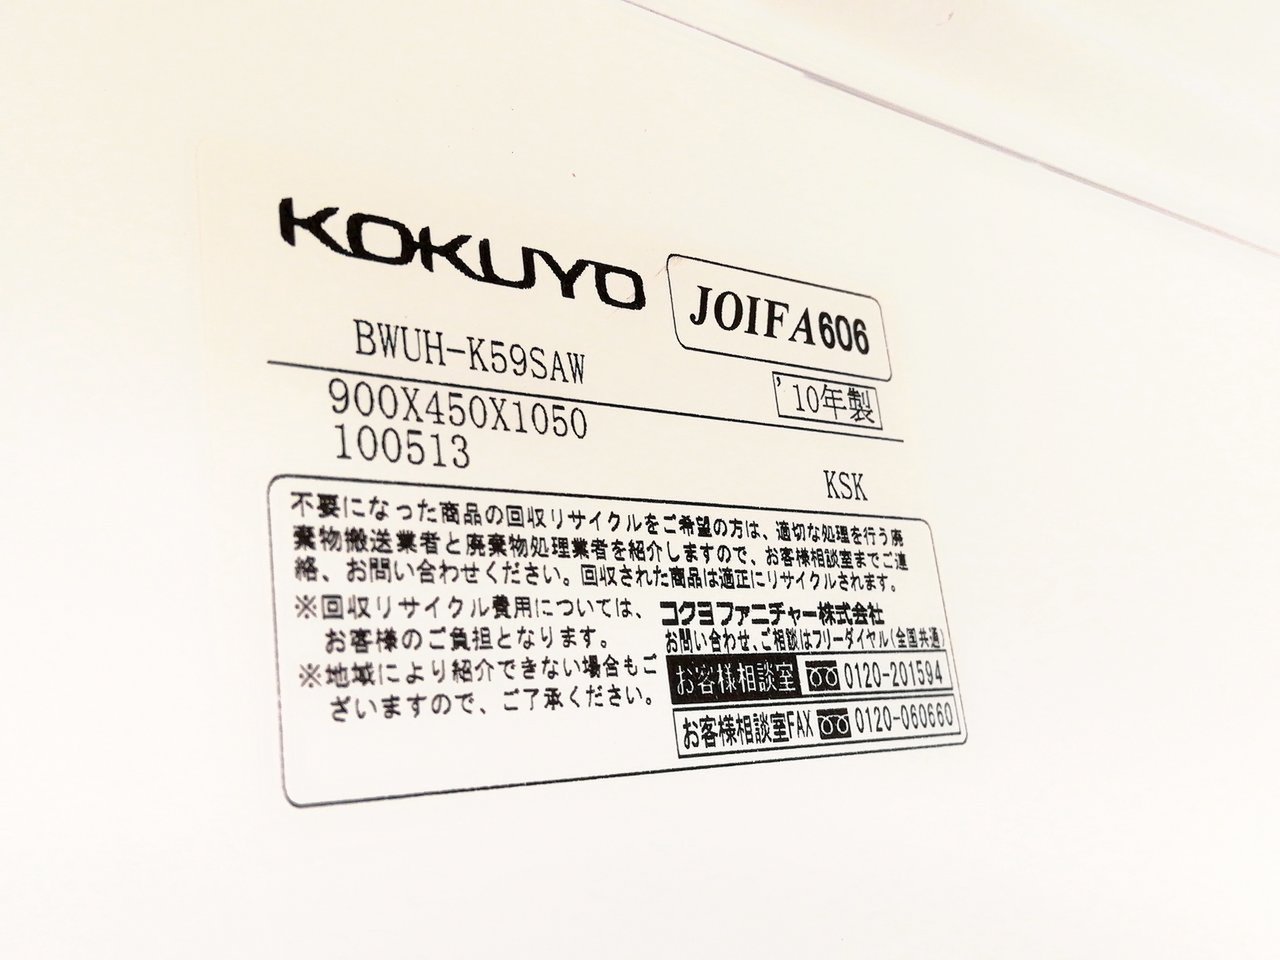 KOKUYO
JOIFA606
BWUH-K59SAW
'10年製
900X450X1050
100513
KSK
不要になった商品の回収リサイクルをご希望の方は、適切な処理を行う廃
棄物搬送業者と廃棄物処理業者を紹介しますので、お客様相談室までご連
絡、お問い合わせください。回収された商品は適正にリサイクルされます。
※回収リサイクル費用については、
お客様のご負担となります。
※地域により紹介できない場合もご
ざいますので、ご了承ください。
コクヨファニチャー株式会社
お問い合わせ、ご相談はフリーダイヤル(全国共通)
お客様相談室 0120-201594
お客様相談室FAX 0120-060660